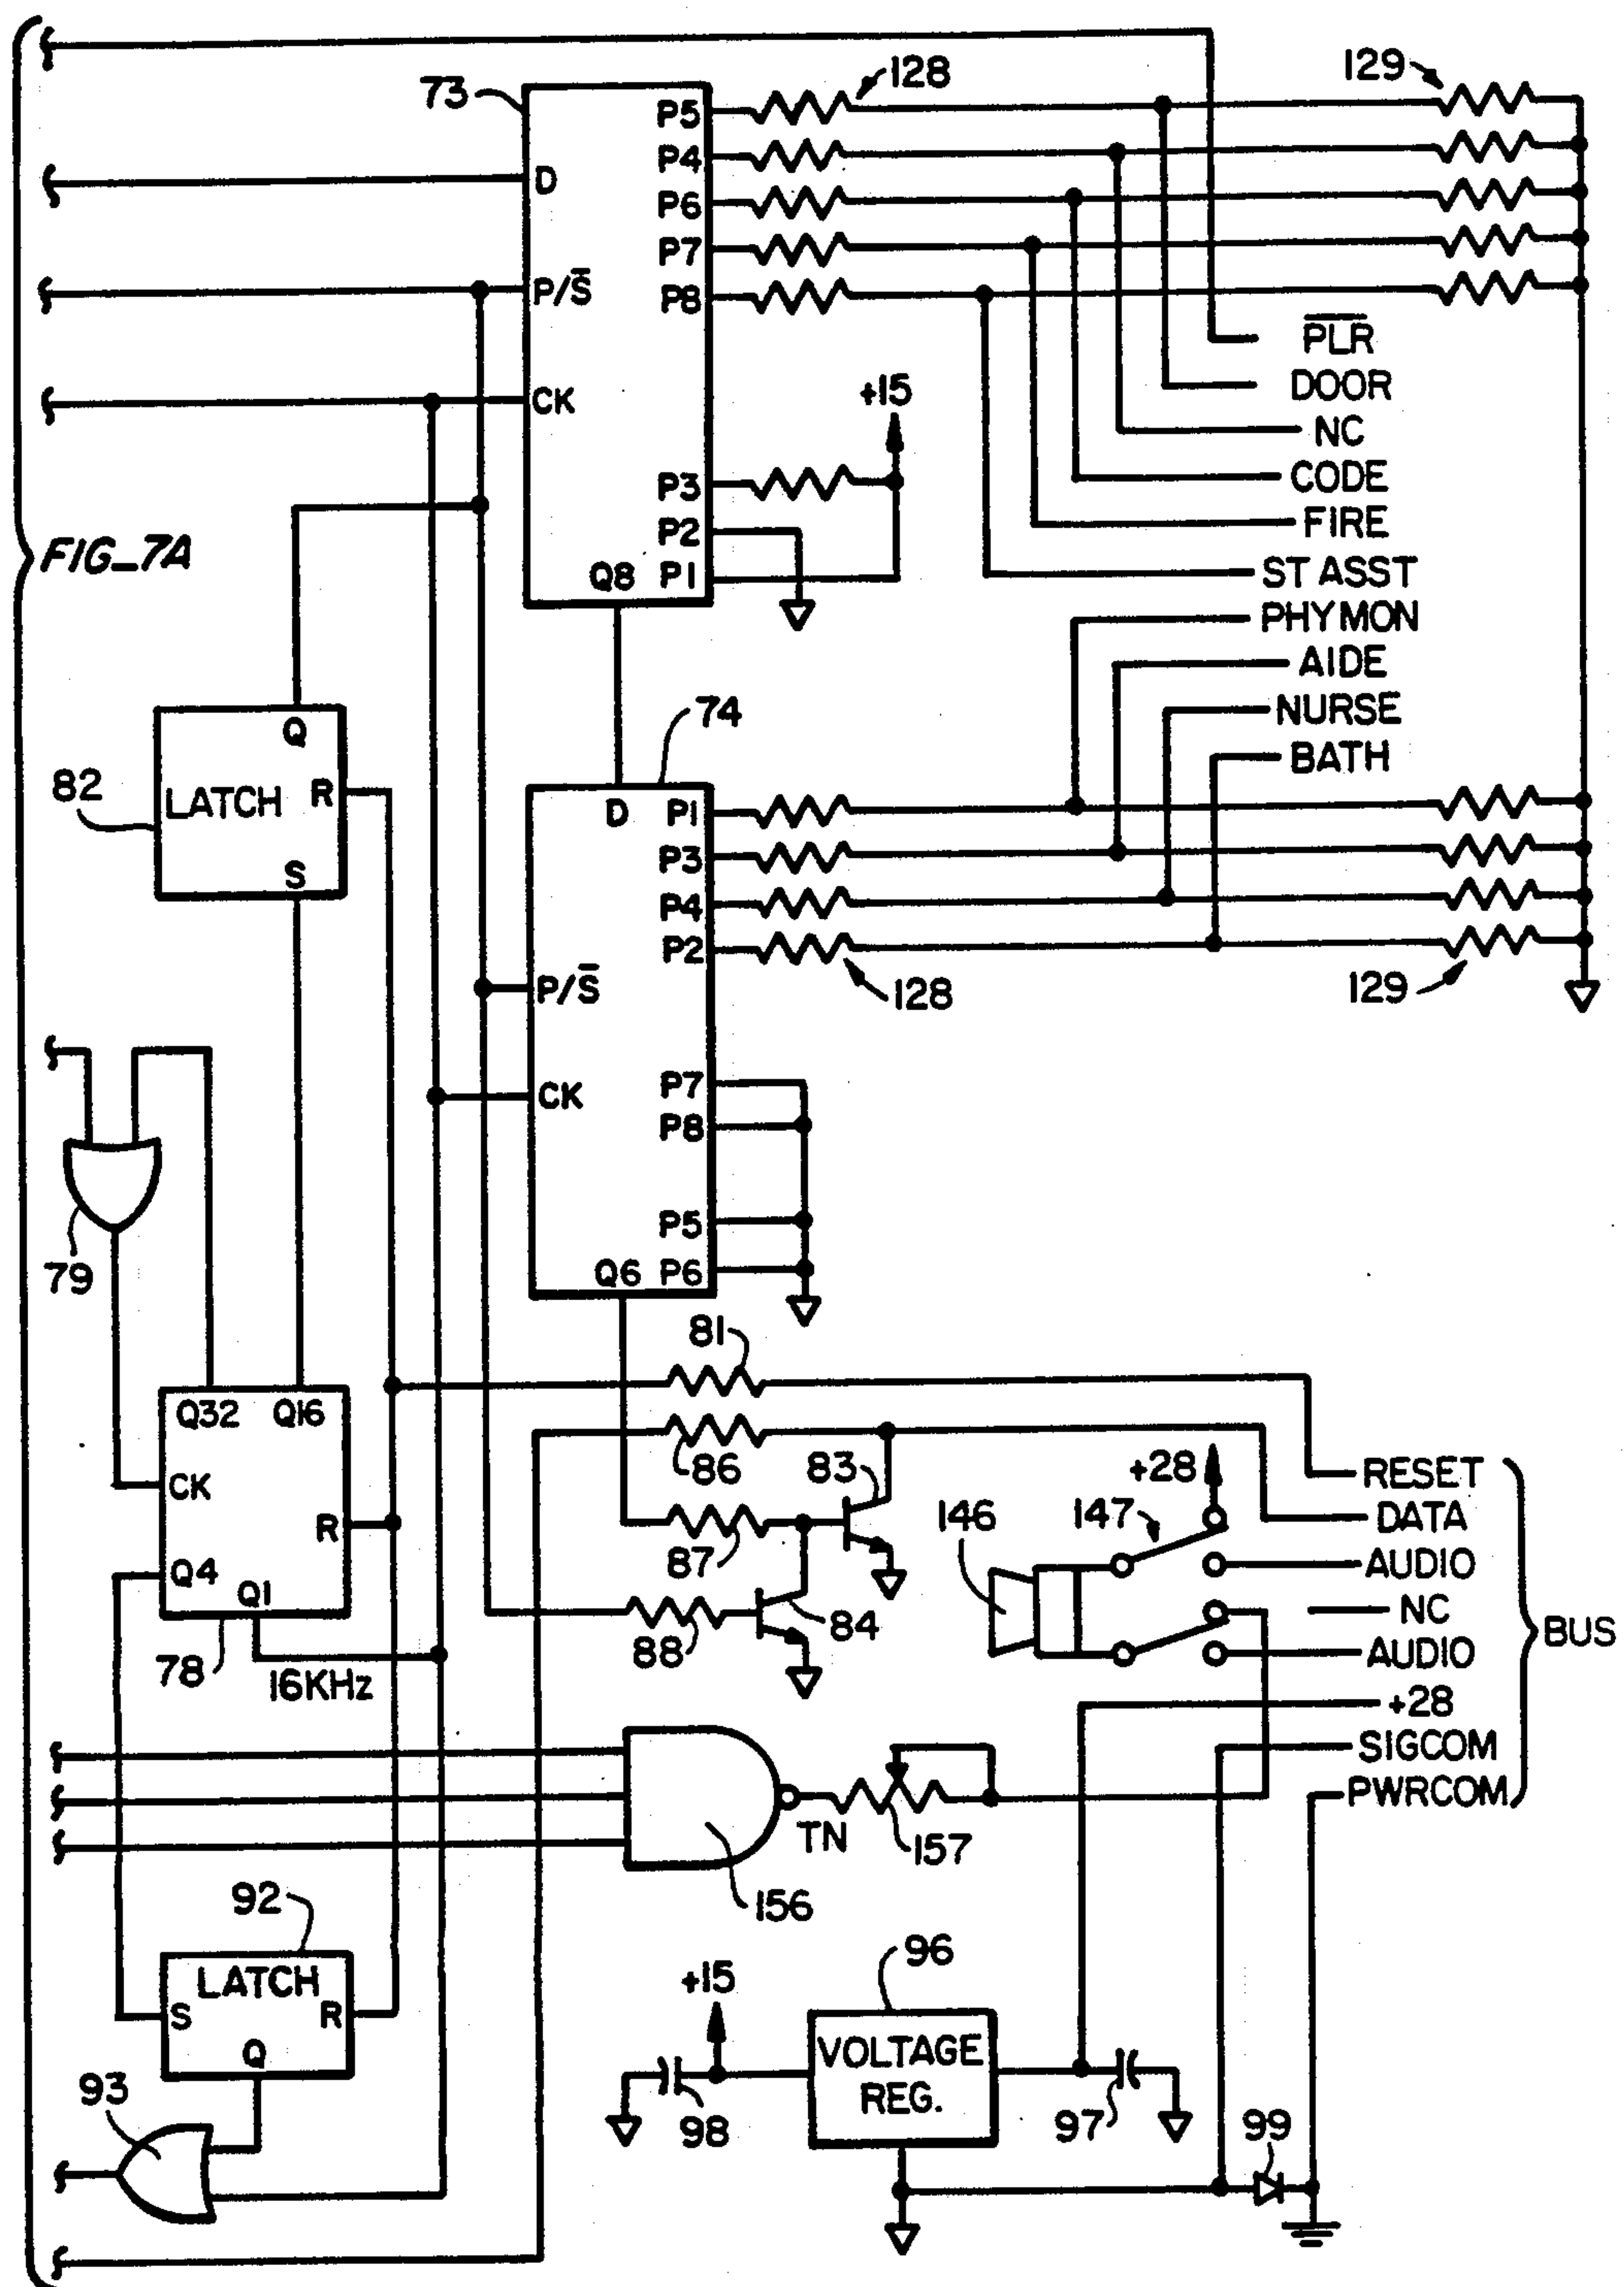 128
129
73
P5
P4
D
P6
P7
P/S̅
P8
P̅L̅R̅
DOOR
+15
CK
NC
CODE
P3
FIRE
P2
FIG_7A
Q8 P1
ST ASST
PHYMON
AIDE
74
NURSE
Q
BATH
82
LATCH R
D P1
P3
S
P4
P2
P/S̅
128
129
P7
CK
P8
P5
79
Q6 P6
81
Q32 Q16
86
83
+28
RESET
CK
146
147
DATA
R
87
AUDIO
Q4
Q1
84
NC
BUS
78
88
AUDIO
16KHz
+28
SIGCOM
PWRCOM
TN
157
92
156
96
LATCH
+15
S
R
VOLTAGE
REG.
Q
93
98
97
99